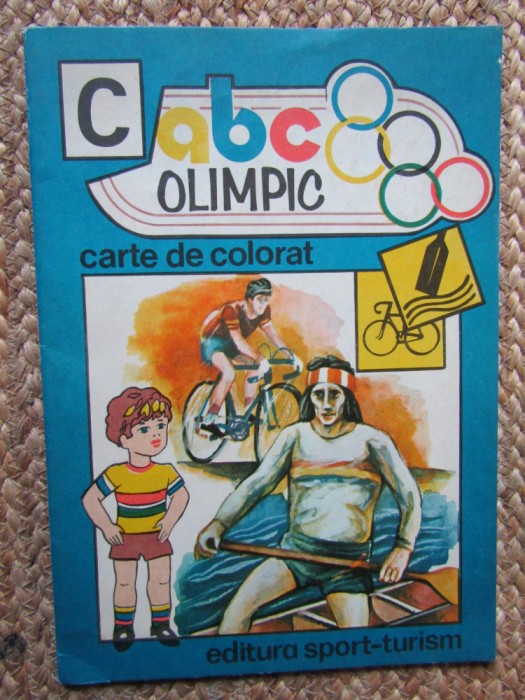 C
abc
OLIMPIC
carte de colorat
editura sport-turism